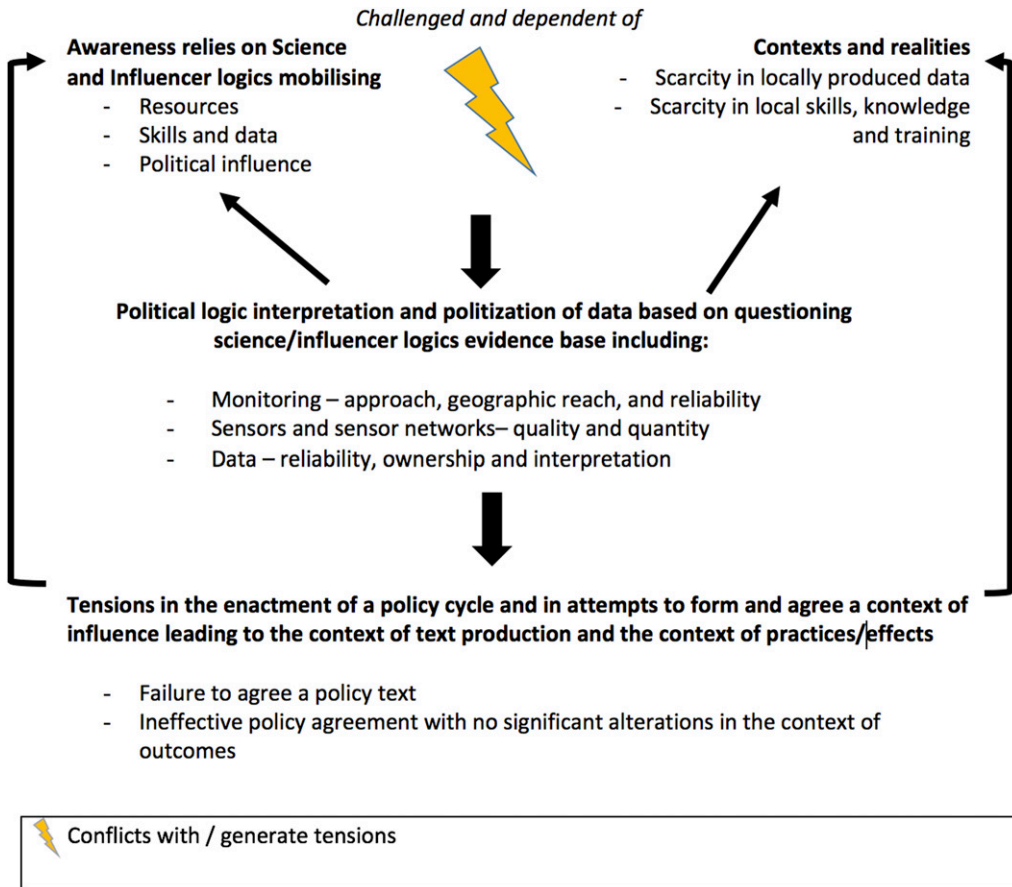 Challenged and dependent of
Awareness relies on Science
and Influencer logics mobilising
- Resources
- Skills and data
- Political influence
Contexts and realities
- Scarcity in locally produced data
- Scarcity in local skills, knowledge
and training
Political logic interpretation and politization of data based on questioning
science/influencer logics evidence base including:
- Monitoring – approach, geographic reach, and reliability
- Sensors and sensor networks– quality and quantity
- Data – reliability, ownership and interpretation
Tensions in the enactment of a policy cycle and in attempts to form and agree a context of
influence leading to the context of text production and the context of practices/effects
- Failure to agree a policy text
- Ineffective policy agreement with no significant alterations in the context of
outcomes
Conflicts with / generate tensions